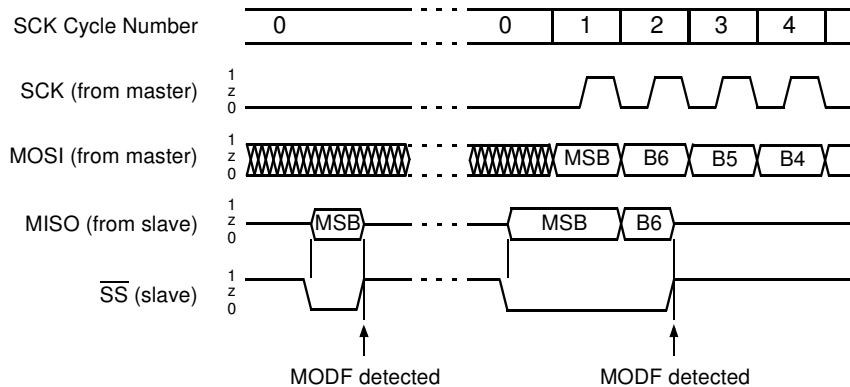 SCK Cycle Number 0 0 1 2 3 4
SCK (from master) 1 z 0
MOSI (from master) 1 z 0 MSB B6 B5 B4
MISO (from slave) 1 z 0 MSB MSB B6
SS (slave) 1 z 0
MODF detected MODF detected